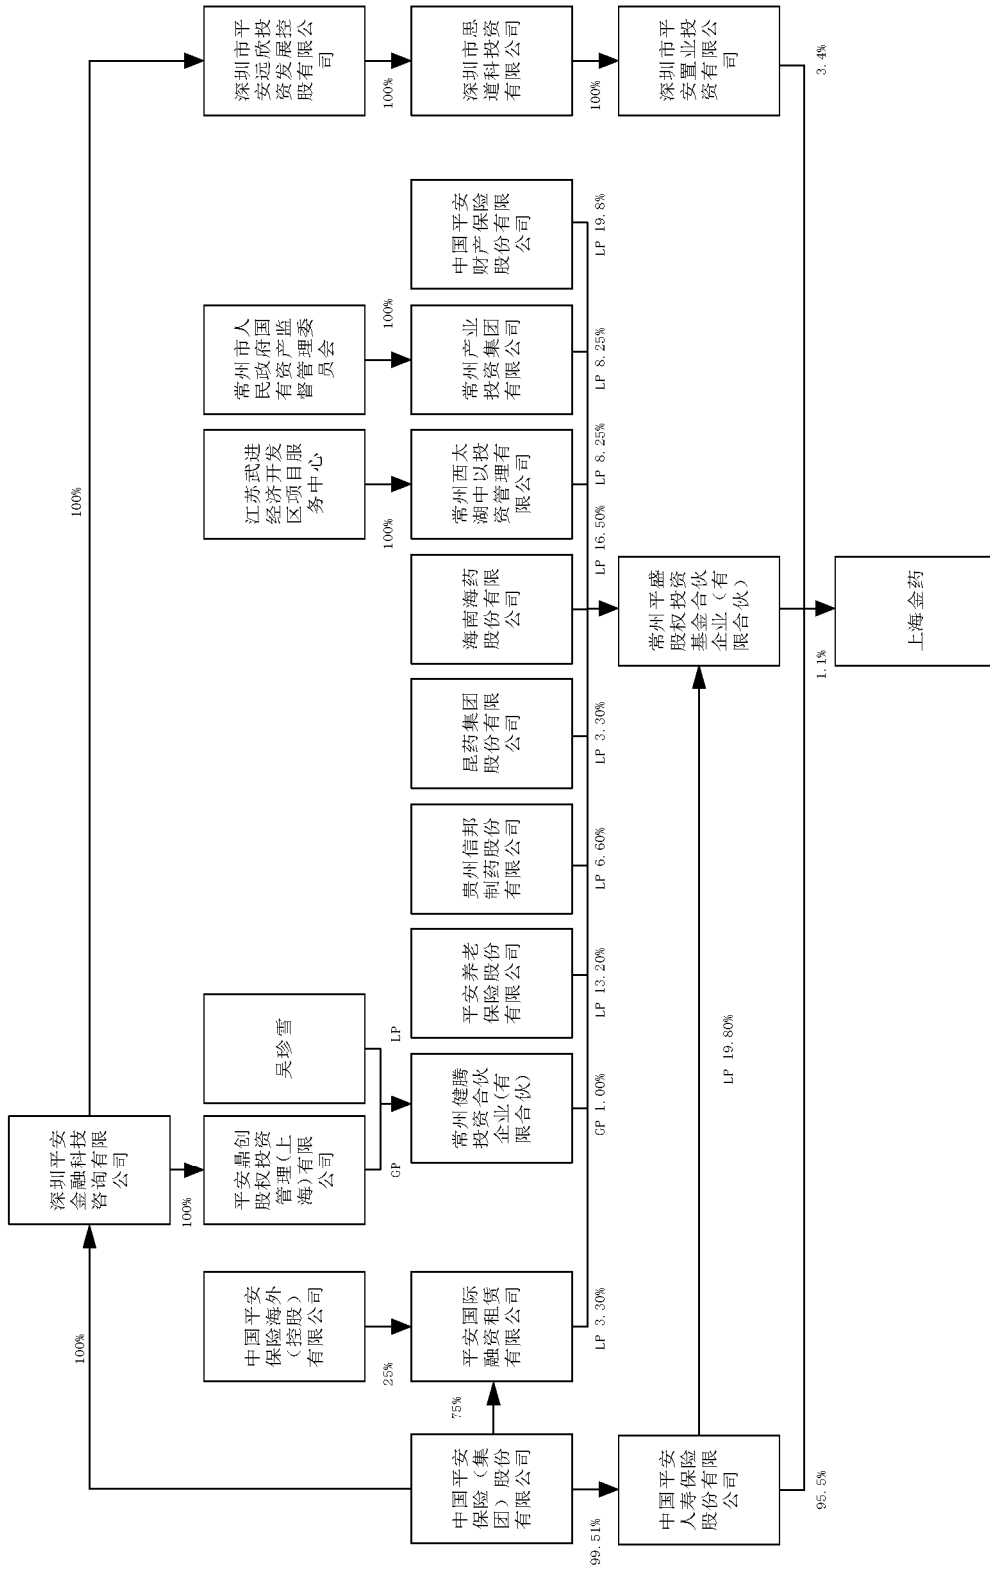 深圳平安
金融科技
咨询有限
公司
100%
100%
100%
中国平安
保险海外
（控股）
有限公司
平安鼎创
股权投资
管理(上
海)有限
公司
吴珍雪
江苏武进
经济开发
区项目服
务中心
常州市人
民政府国
有资产监
督管理委
员会
深圳市平
安远欣投
资发展控
股有限公
司
25%
GP
LP
100%
100%
100%
中国平安
保险（集
团）股份
有限公司
75%
平安国际
融资租赁
有限公司
常州健腾
投资合伙
企业(有
限合伙)
平安养老
保险股份
有限公司
贵州信邦
制药股份
有限公司
昆药集团
股份有限
公司
海南海药
股份有限
公司
常州西太
湖中以投
资管理有
限公司
常州产业
投资集团
有限公司
中国平安
财产保险
股份有限
公司
深圳市思
道科投资
有限公司
99.51%
LP 3.30%
GP 1.00%
LP 13.20%
LP 6.60%
LP 3.30%
LP 16.50%
LP 8.25%
LP 8.25%
LP 19.8%
100%
中国平安
人寿保险
股份有限
公司
LP 19.80%
常州平盛
股权投资
基金合伙
企业（有
限合伙）
深圳市平
安置业投
资有限公
司
95.5%
1.1%
3.4%
上海金药